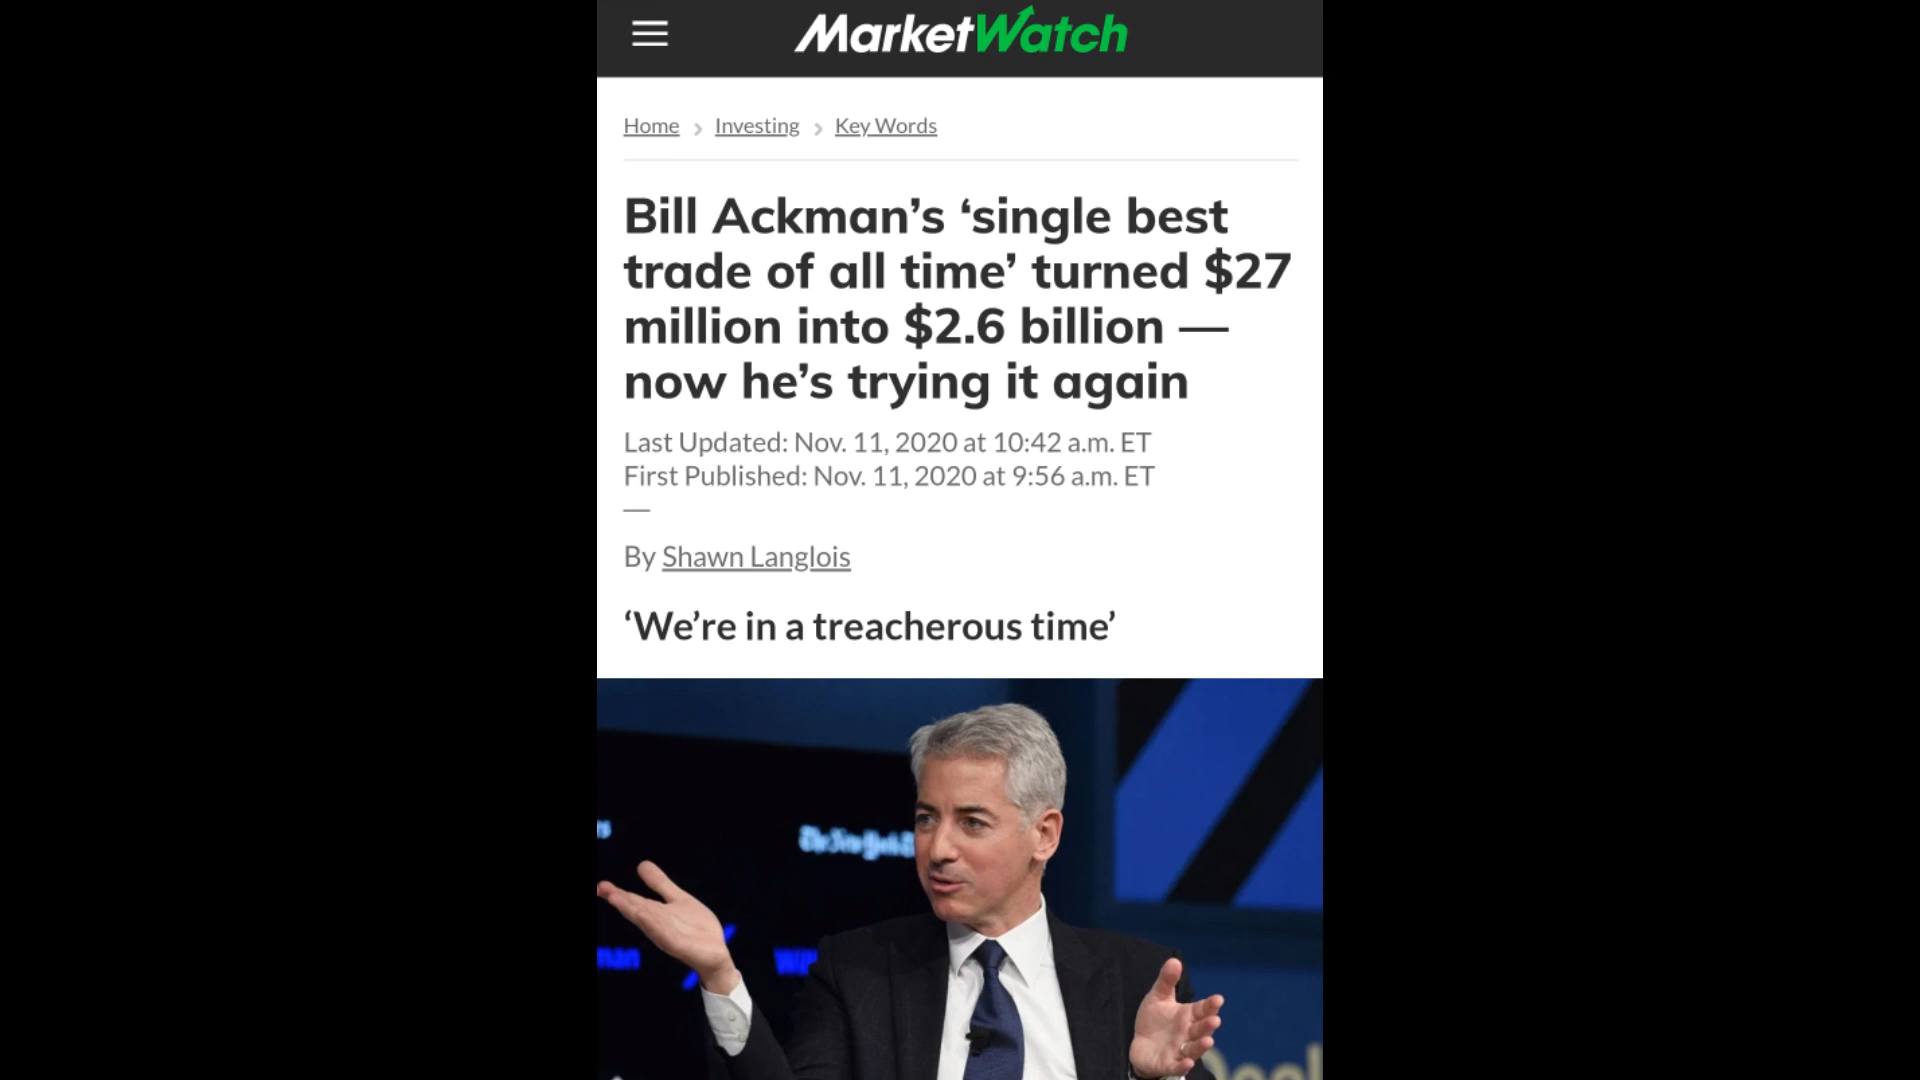 MarketWatch
Home › Investing › Key Words
Bill Ackman’s ‘single best
trade of all time’ turned $27
million into $2.6 billion —
now he’s trying it again
Last Updated: Nov. 11, 2020 at 10:42 a.m. ET
First Published: Nov. 11, 2020 at 9:56 a.m. ET
—
By Shawn Langlois
‘We’re in a treacherous time’